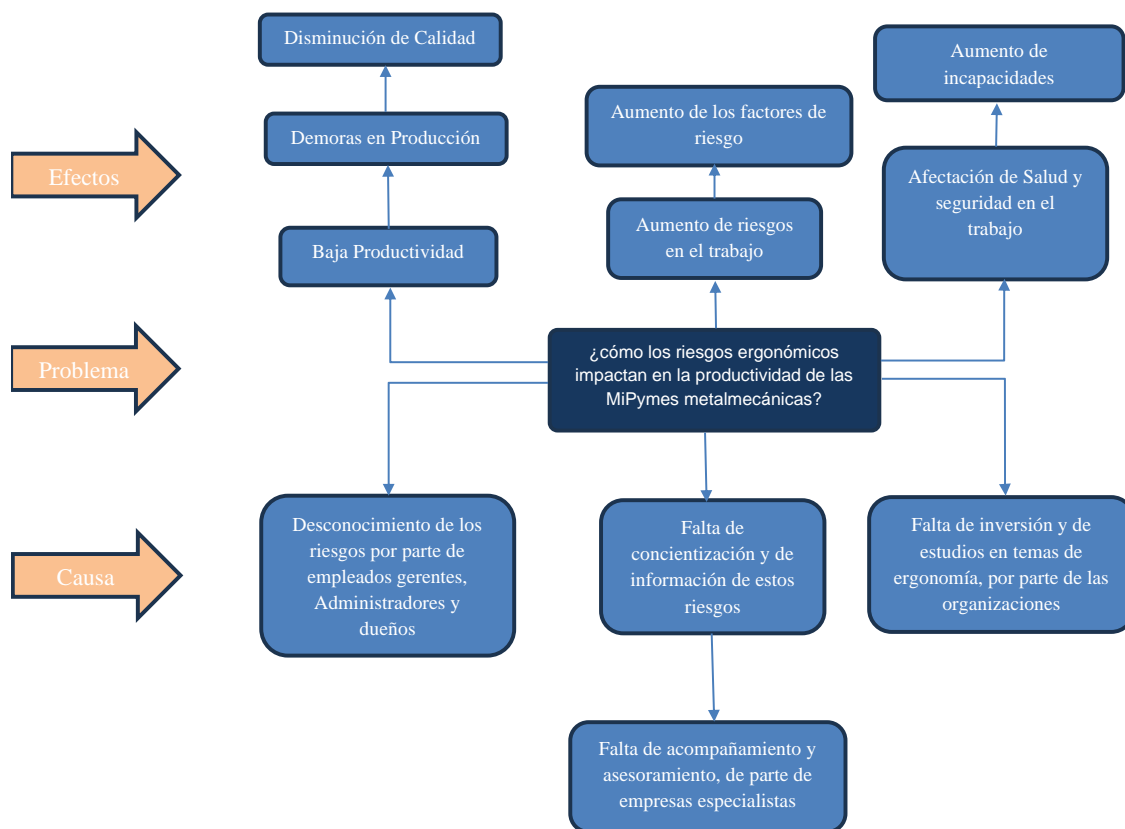 Disminución de Calidad
Aumento de
incapacidades
Aumento de los factores de
riesgo
Demoras en Producción
Efectos
Afectación de Salud y
seguridad en el
trabajo
Baja Productividad
Aumento de riesgos
en el trabajo
Problema
¿cómo los riesgos ergonómicos
impactan en la productividad de las
MiPymes metalmecánicas?
Causa
Desconocimiento de los
riesgos por parte de
empleados gerentes,
Administradores y
dueños
Falta de
concientización y de
información de estos
riesgos
Falta de inversión y de
estudios en temas de
ergonomía, por parte de las
organizaciones
Falta de acompañamiento y
asesoramiento, de parte de
empresas especialistas